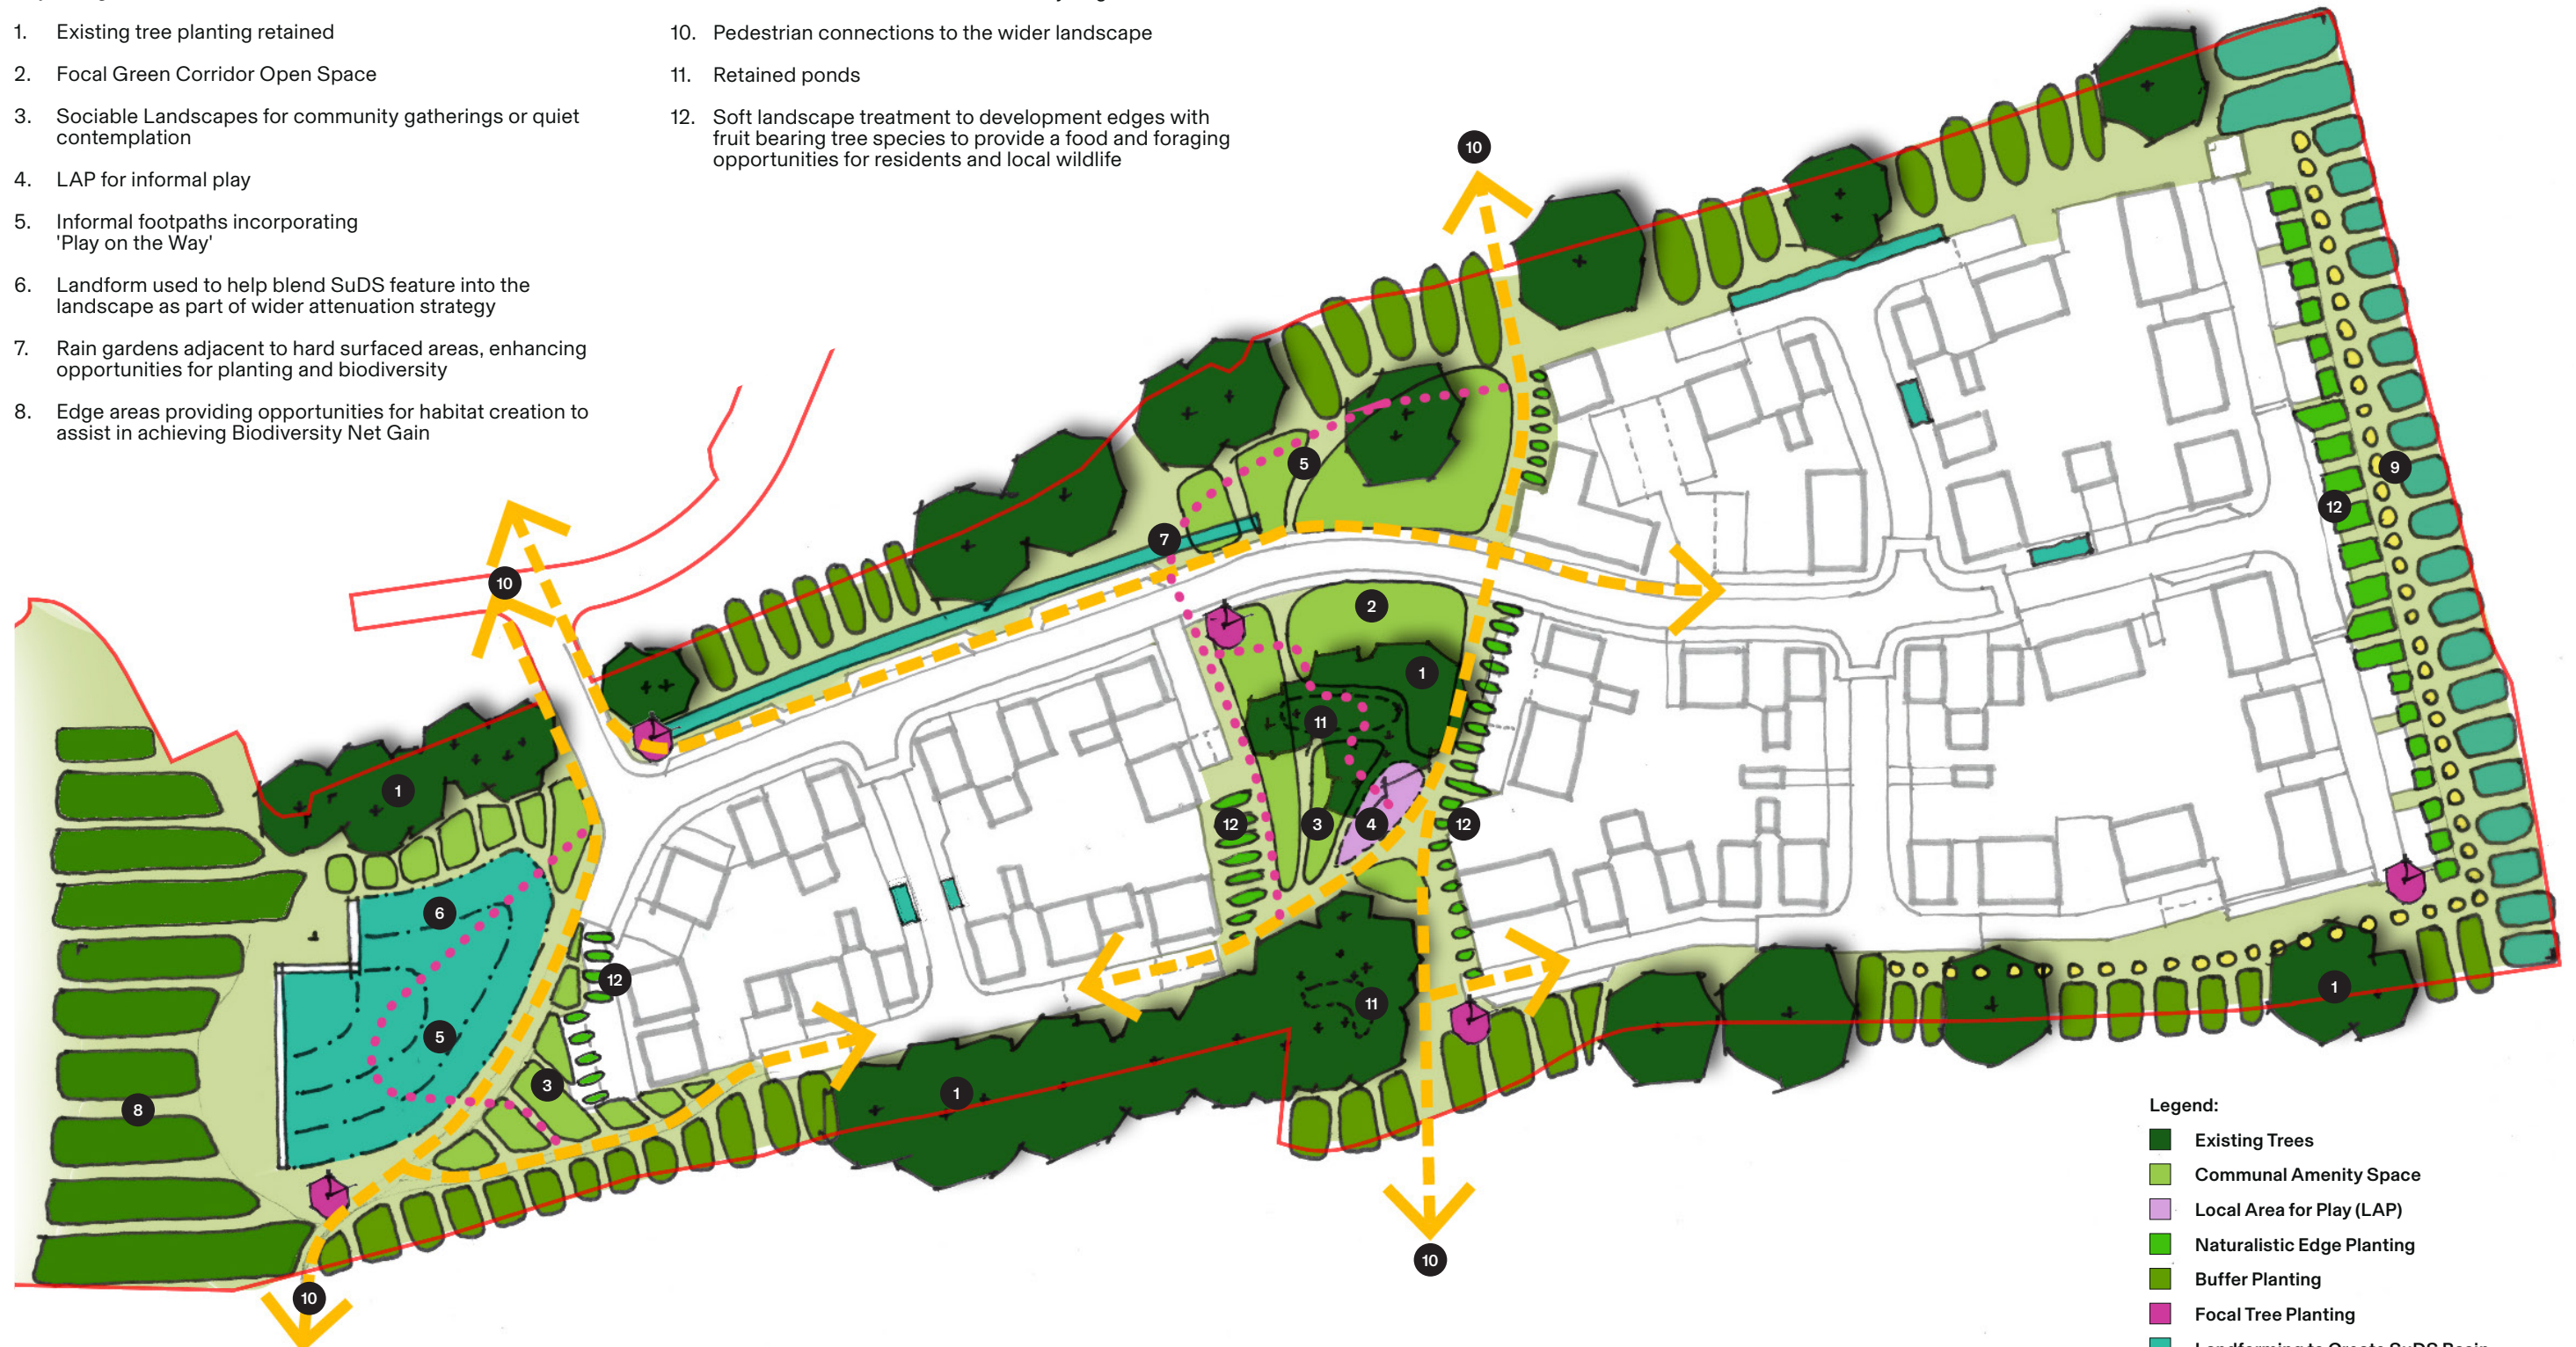 1. Existing tree planting retained
2. Focal Green Corridor Open Space
3. Sociable Landscapes for community gatherings or quiet
contemplation
4. LAP for informal play
5. Informal footpaths incorporating
'Play on the Way'
6. Landform used to help blend SuDS feature into the
landscape as part of wider attenuation strategy
7. Rain gardens adjacent to hard surfaced areas, enhancing
opportunities for planting and biodiversity
8. Edge areas providing opportunities for habitat creation to
assist in achieving Biodiversity Net Gain
10. Pedestrian connections to the wider landscape
11. Retained ponds
12. Soft landscape treatment to development edges with
fruit bearing tree species to provide a food and foraging
opportunities for residents and local wildlife
10
5
7
10
2
1
11
12
3
4
12
9
12
1
6
5
12
3
8
1
11
1
10
10
Legend:
Existing Trees
Communal Amenity Space
Local Area for Play (LAP)
Naturalistic Edge Planting
Buffer Planting
Focal Tree Planting
Landforming to Create SuDS Basin